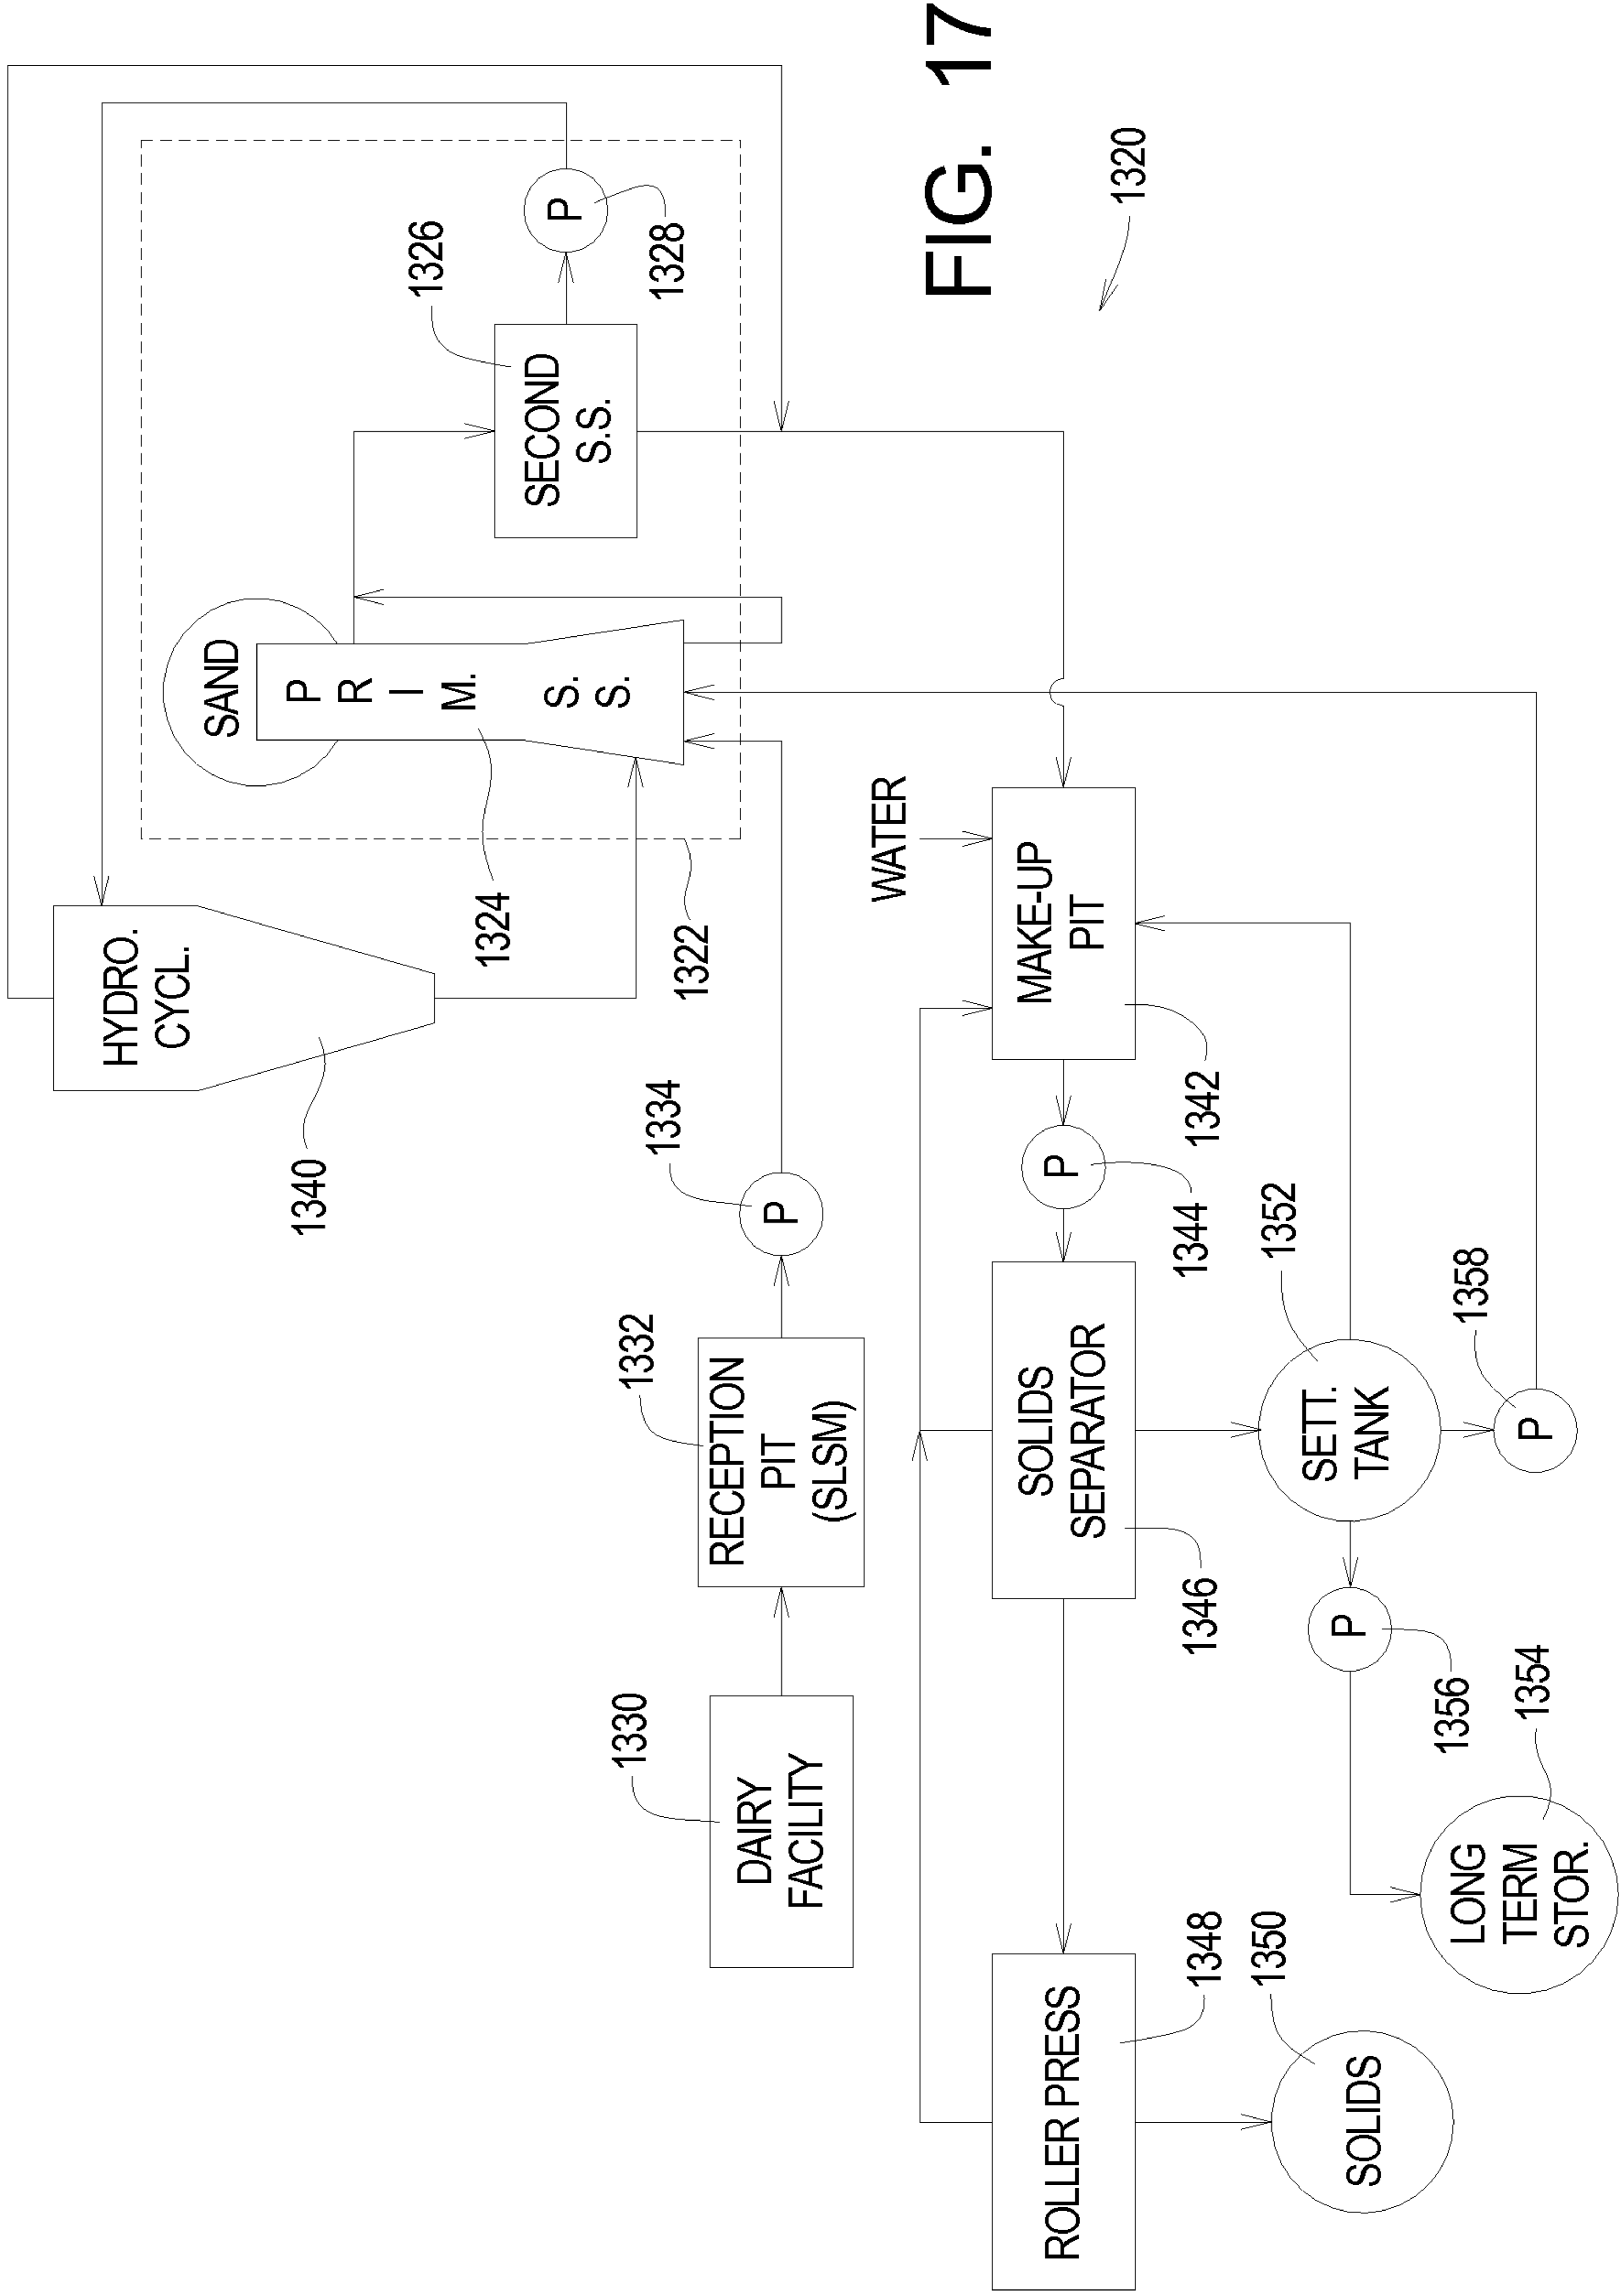 HYDRO.
CYCL.
1340
SAND
P
R
I
M.
S.
S.
1324
1322
SECOND
S.S.
1326
P
1328
DAIRY
FACILITY
1330
RECEPTION
PIT
(SLSM)
1332
P
1334
WATER
ROLLER PRESS
1348
SOLIDS
1350
SOLIDS
SEPARATOR
1346
P
1344
MAKE-UP
PIT
1342
SETT.
TANK
1352
P
1356
P
1358
LONG
TERM
STOR.
1354
FIG. 17
1320